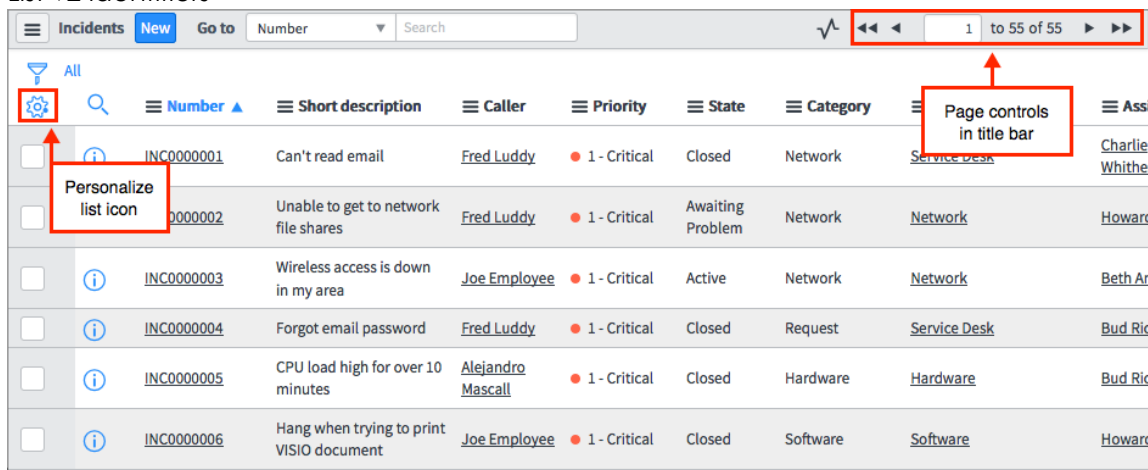 Incidents New Go to Number Search 1 to 55 of 55
All
Number Short description Caller Priority State Category
Page controls
in title bar
INC0000001 Can't read email Fred Luddy 1 - Critical Closed Network Service Desk Charlie
Personalize
list icon
0000002 Unable to get to network
file shares Fred Luddy 1 - Critical Awaiting
Problem Network Network
INC0000003 Wireless access is down
in my area Joe Employee 1 - Critical Active Network Network Beth
INC0000004 Forgot email password Fred Luddy 1 - Critical Closed Request Service Desk Bud
INC0000005 CPU load high for over 10
minutes Alejandro
Mascall 1 - Critical Closed Hardware Hardware Bud
INC0000006 Hang when trying to print
VISIO document Joe Employee 1 - Critical Closed Software Software